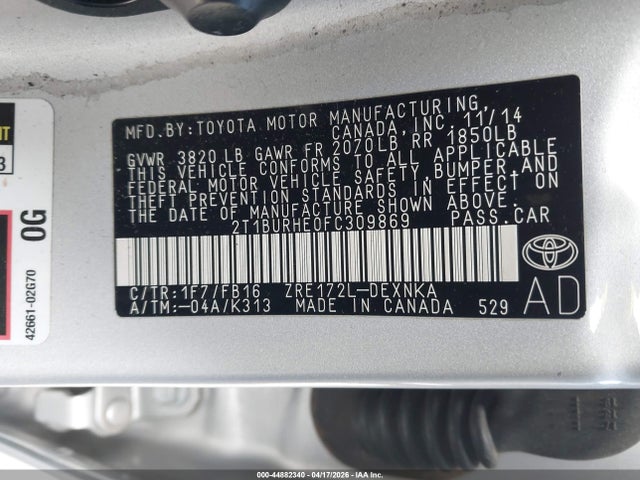 MFD.BY:TOYOTA MOTOR MANUFACTURING,
CANADA,INC. 11/14
GVWR 3820 LB GAWR FR 2070LB RR 1850LB
THIS VEHICLE CONFORMS TO ALL APPLICABLE
FEDERAL MOTOR VEHICLE SAFETY,BUMPER,AND
THEFT PREVENTION STANDARDS IN EFFECT ON
THE DATE OF MANUFACTURE SHOWN ABOVE.
2T1BURHE0FC309869 PASS.CAR
C/TR:1F7/FB16 ZRE172L-DEXNKA
A/TM:-04A/K313 MADE IN CANADA 529
AD
TOYOTA
0G
42661-02G70
3
000-44882340 - 04/17/2026 - IAA, Inc.